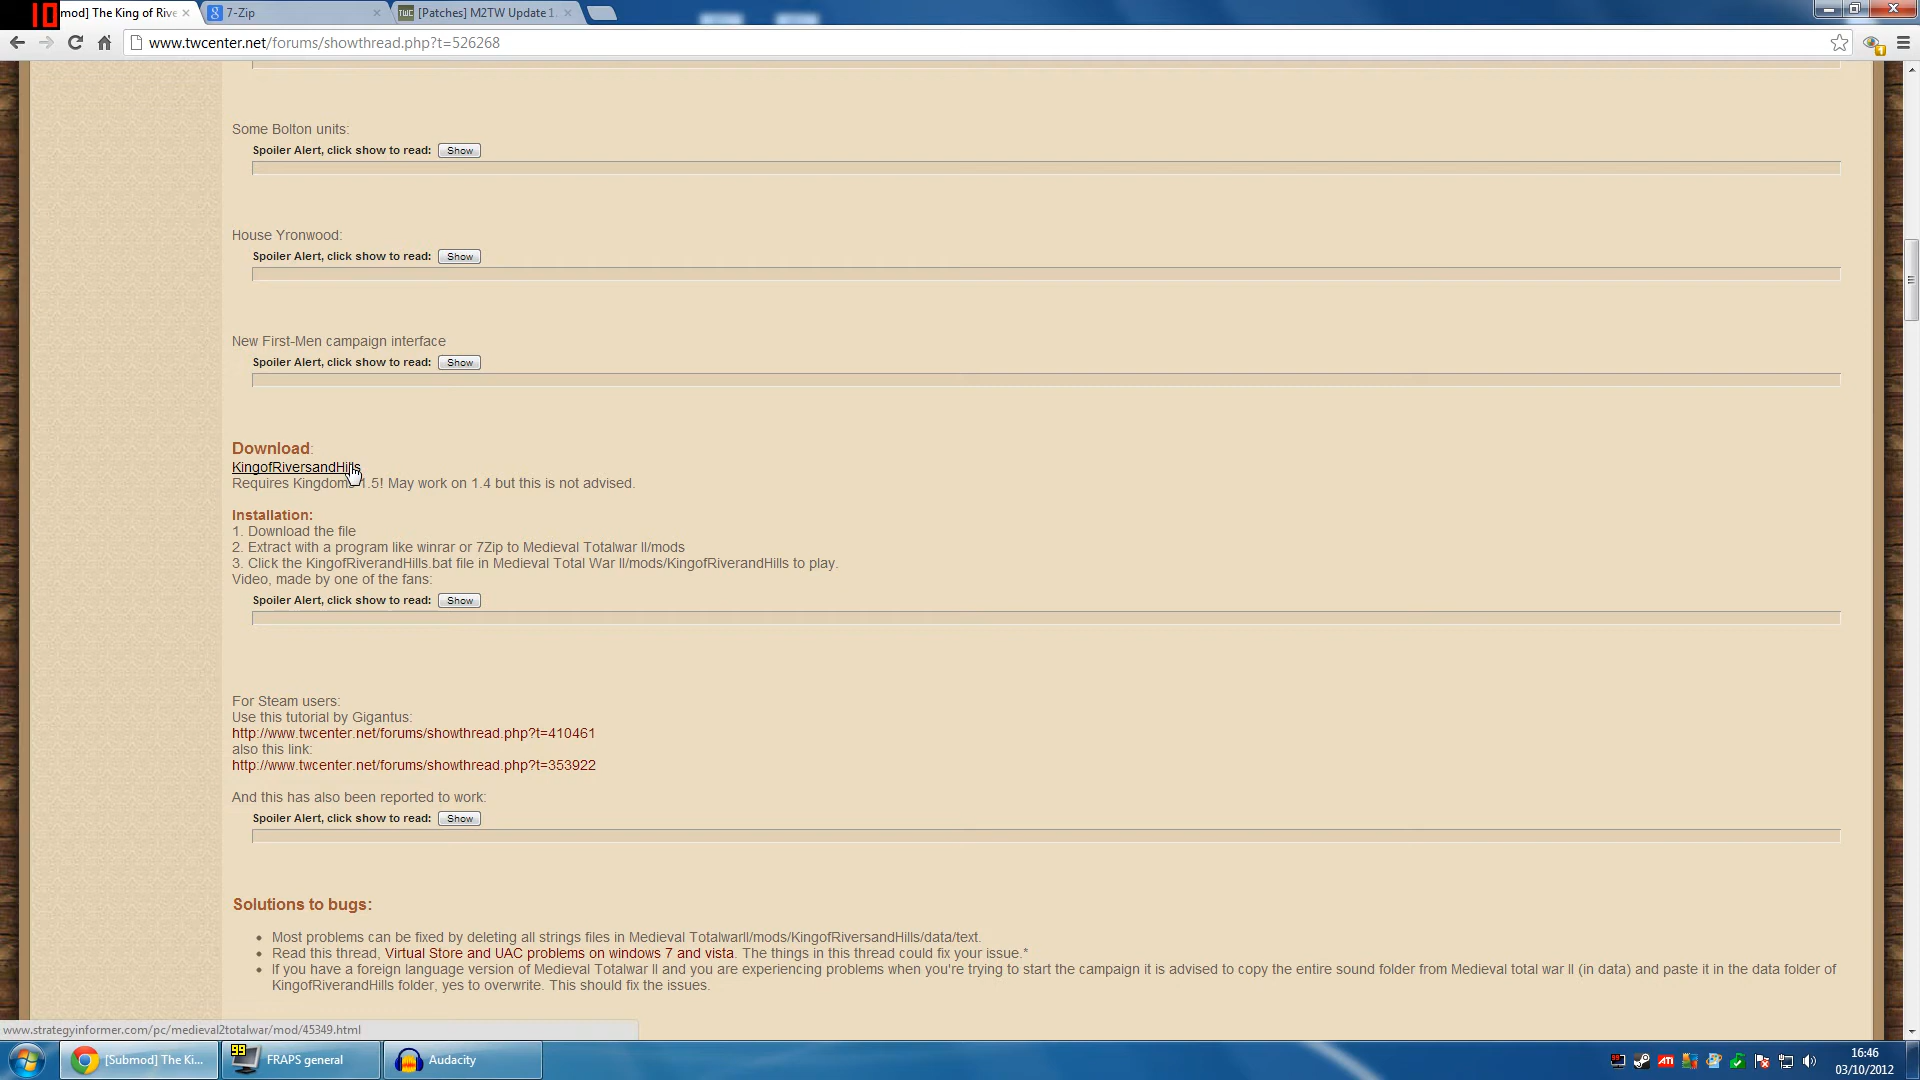 10
mod] The King of Rive
7-Zip
TWC
[Patches] M2TW Update 1.
www.twcenter.net/forums/showthread.php?t=526268
1
Some Bolton units:
Spoiler Alert, click show to read: Show
House Yronwood:
Spoiler Alert, click show to read: Show
New First-Men campaign interface
Spoiler Alert, click show to read: Show
Download:
KingofRiversandHills
Requires Kingdoms 1.5! May work on 1.4 but this is not advised.
Installation:
1. Download the file
2. Extract with a program like winrar or 7Zip to Medieval Totalwar II/mods
3. Click the KingofRiverandHills.bat file in Medieval Total War II/mods/KingofRiverandHills to play.
Video, made by one of the fans:
Spoiler Alert, click show to read: Show
For Steam users:
Use this tutorial by Gigantus:
http://www.twcenter.net/forums/showthread.php?t=410461
also this link:
http://www.twcenter.net/forums/showthread.php?t=353922
And this has also been reported to work:
Spoiler Alert, click show to read: Show
Solutions to bugs:
• Most problems can be fixed by deleting all strings files in Medieval TotalwarII/mods/KingofRiversandHills/data/text.
• Read this thread, Virtual Store and UAC problems on windows 7 and vista. The things in this thread could fix your issue.*
• If you have a foreign language version of Medieval Totalwar II and you are experiencing problems when you're trying to start the campaign it is advised to copy the entire sound folder from Medieval total war II (in data) and paste it in the data folder of
KingofRiverandHills folder, yes to overwrite. This should fix the issues.
www.strategyinformer.com/pc/medieval2totalwar/mod/45349.html
[Submod] The Ki...
99
FRAPS general
Audacity
99
ATI
16:46
03/10/2012